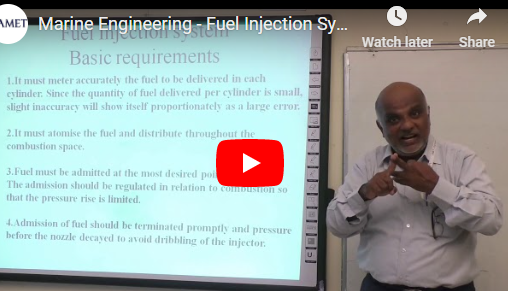 AMET
Marine Engineering - Fuel Injection Sy...
Watch later
Share
Fuel Injection system
Basic requirements
1.It must meter accurately the fuel to be delivered in each
cylinder. Since the quantity of fuel delivered per cylinder is small,
slight inaccuracy will show itself proportionately as a large error.
2.It must atomise the fuel and distribute throughout the
combustion space.
3.Fuel must be admitted at the most desired
The admission should be regulated in relation to combustion so
that the pressure rise is limited.
4.Admission of fuel should be terminated promptly and pressure
before the nozzle decayed to avoid dribbling of the injector.